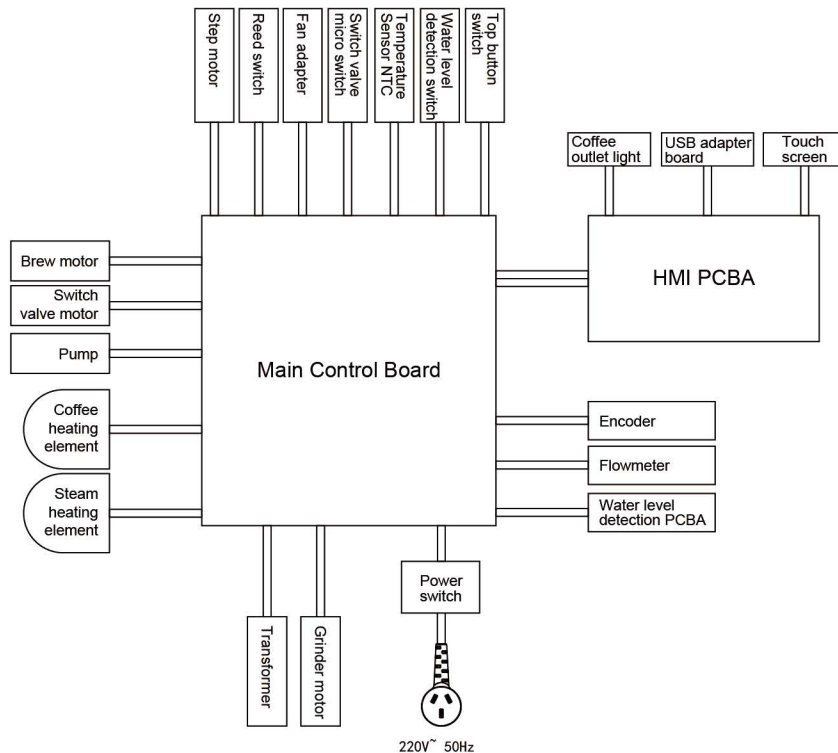 Step motor
Reed switch
Fan adapter
Switch valve
micro switch
Temperature
Sensor NTC
Water level
detection switch
Top button
switch
Coffee
outlet light
USB adapter
board
Touch
screen
Brew motor
Switch
valve motor
Pump
Coffee
heating
element
Steam
heating
element
Main Control Board
HMI PCBA
Encoder
Flowmeter
Water level
detection PCBA
Power
switch
Transformer
Grinder motor
220V~ 50Hz